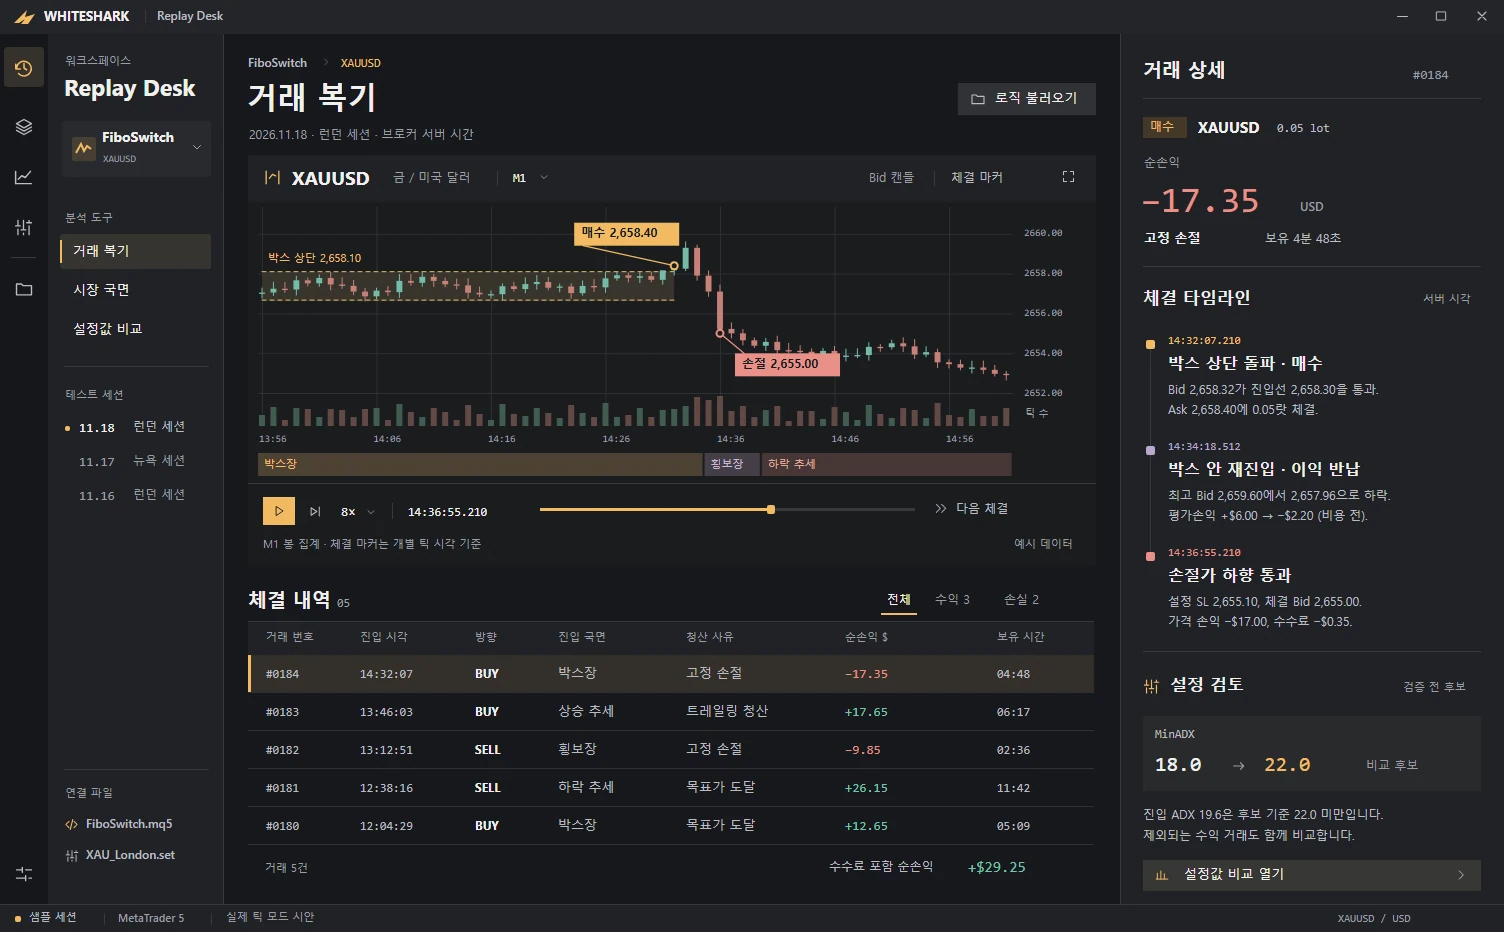 WHITESHARK
Replay Desk
워크스페이스
Replay Desk
FiboSwitch
XAUUSD
분석 도구
거래 복기
시장 국면
설정값 비교
테스트 세션
11.18 런던 세션
11.17 뉴욕 세션
11.16 런던 세션
연결 파일
FiboSwitch.mq5
XAU_London.set
FiboSwitch > XAUUSD
거래 복기
2026.11.18 · 런던 세션 · 브로커 서버 시간
로직 불러오기
XAUUSD 금 / 미국 달러 M1 Bid 캔들 체결 마커
매수 2,658.40
박스 상단 2,658.10
손절 2,655.00
2660.00
2658.00
2656.00
2654.00
2652.00
틱 수
13:56 14:06 14:16 14:26 14:36 14:46 14:56
박스장 횡보장 하락 추세
8x 14:36:55.210 다음 체결
M1 봉 집계 · 체결 마커는 개별 틱 시각 기준 예시 데이터
체결 내역 05
전체 수익 3 손실 2
거래 번호 진입 시각 방향 진입 국면 청산 사유 순손익 $ 보유 시간
#0184 14:32:07 BUY 박스장 고정 손절 −17.35 04:48
#0183 13:46:03 BUY 상승 추세 트레일링 청산 +17.65 06:17
#0182 13:12:51 SELL 횡보장 고정 손절 −9.85 02:36
#0181 12:38:16 SELL 하락 추세 목표가 도달 +26.15 11:42
#0180 12:04:29 BUY 박스장 목표가 도달 +12.65 05:09
거래 5건 수수료 포함 순손익 +$29.25
거래 상세 #0184
매수 XAUUSD 0.05 lot
순손익
−17.35 USD
고정 손절 보유 4분 48초
체결 타임라인 서버 시각
14:32:07.210
박스 상단 돌파 · 매수
Bid 2,658.32가 진입선 2,658.30을 통과.
Ask 2,658.40에 0.05랏 체결.
14:34:18.512
박스 안 재진입 · 이익 반납
최고 Bid 2,659.60에서 2,657.96으로 하락.
평가손익 +$6.00 → −$2.20 (비용 전).
14:36:55.210
손절가 하향 통과
설정 SL 2,655.10, 체결 Bid 2,655.00.
가격 손익 −$17.00, 수수료 −$0.35.
설정 검토 검증 전 후보
MinADX
18.0 → 22.0 비교 후보
진입 ADX 19.6은 후보 기준 22.0 미만입니다.
제외되는 수익 거래도 함께 비교합니다.
설정값 비교 열기
샘플 세션 MetaTrader 5 실제 틱 모드 시안 XAUUSD / USD